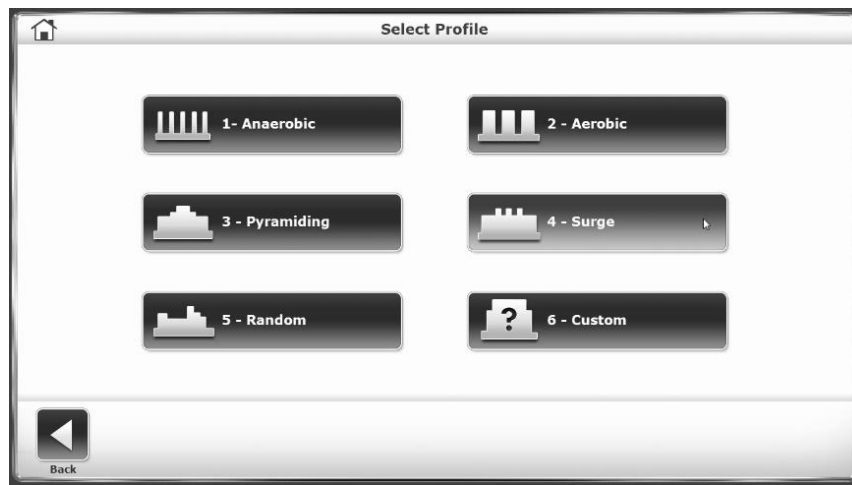 Select Profile
1- Anaerobic
2 - Aerobic
3 - Pyramiding
4 - Surge
5 - Random
? 6 - Custom
Back